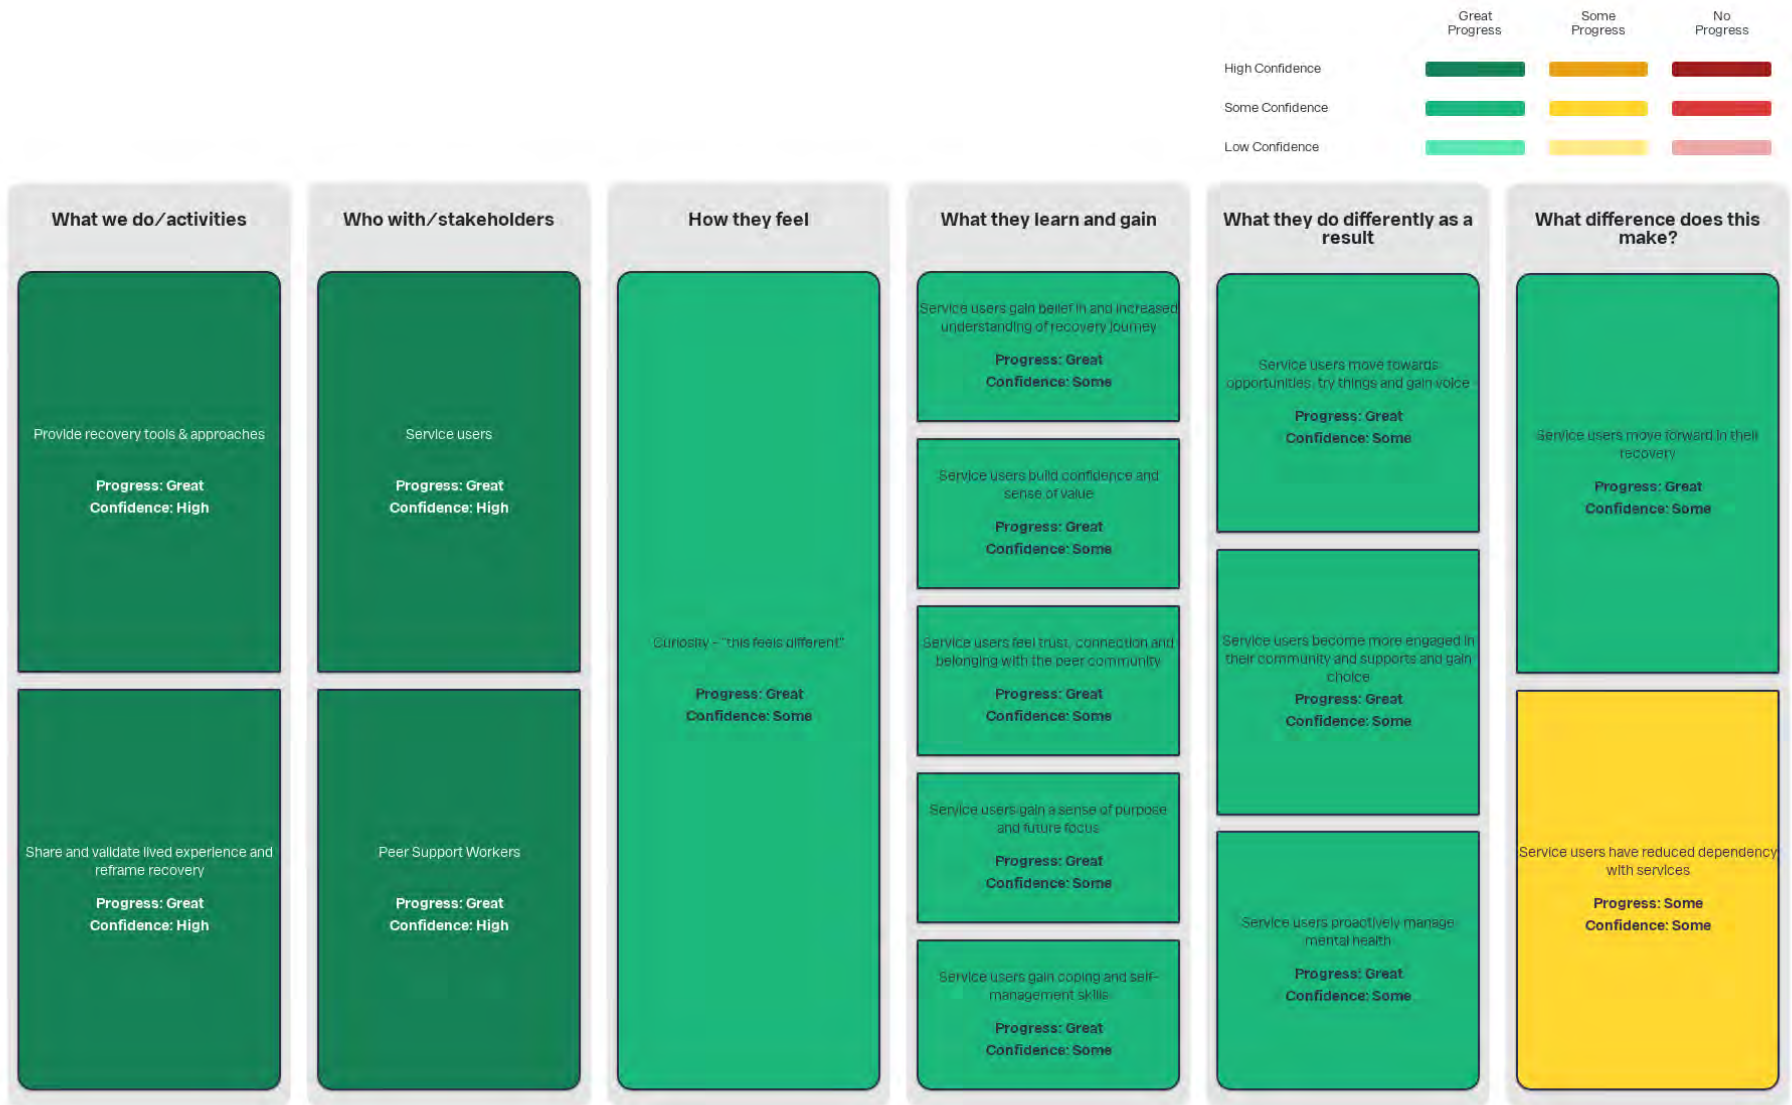 Great
Progress
Some
Progress
No
Progress
High Confidence
Some Confidence
Low Confidence
What we do/activities
Provide recovery tools & approaches
Progress: Great
Confidence: High
Share and validate lived experience and
reframe recovery
Progress: Great
Confidence: High
Who with/stakeholders
Service users
Progress: Great
Confidence: High
Peer Support Workers
Progress: Great
Confidence: High
How they feel
Curiosity - "this feels different"
Progress: Great
Confidence: Some
What they learn and gain
Service users gain belief in and increased
understanding of recovery journey
Progress: Great
Confidence: Some
Service users build confidence and
sense of value
Progress: Great
Confidence: Some
Service users feel trust, connection and
belonging with the peer community
Progress: Great
Confidence: Some
Service users gain a sense of purpose
and future focus
Progress: Great
Confidence: Some
Service users gain coping and self-
management skills
Progress: Great
Confidence: Some
What they do differently as a
result
Service users move towards
opportunities, try things and gain voice
Progress: Great
Confidence: Some
Service users become more engaged in
their community and supports and gain
choice
Progress: Great
Confidence: Some
Service users proactively manage
mental health
Progress: Great
Confidence: Some
What difference does this
make?
Service users move forward in their
recovery
Progress: Great
Confidence: Some
Service users have reduced dependency
with services
Progress: Some
Confidence: Some